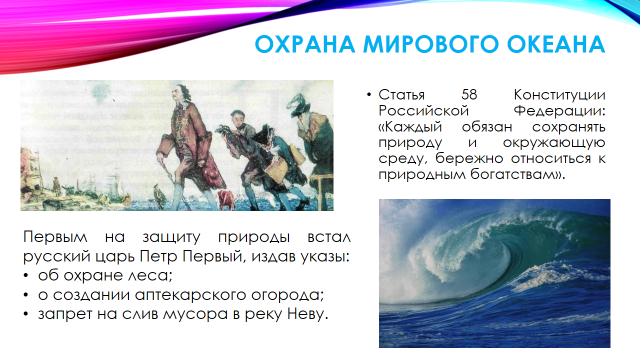 ОХРАНА МИРОВОГО ОКЕАНА
• Статья 58 Конституции
Российской Федерации:
«Каждый обязан сохранять
природу и окружающую
среду, бережно относиться к
природным богатствам».
Первым на защиту природы встал
русский царь Петр Первый, издав указы:
• об охране леса;
• о создании аптекарского огорода;
• запрет на слив мусора в реку Неву.